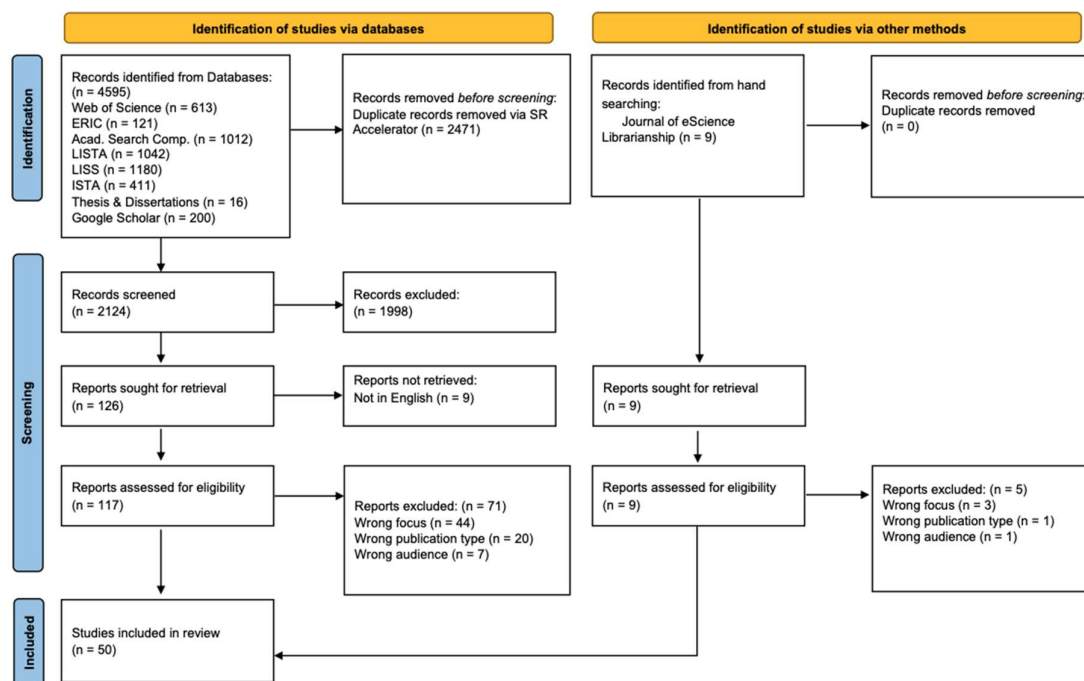 Identification of studies via databases
Identification of studies via other methods
Identification
Records identified from Databases:
(n = 4595)
Web of Science (n = 613)
ERIC (n = 121)
Acad. Search Comp. (n = 1012)
LISTA (n = 1042)
LISS (n = 1180)
ISTA (n = 411)
Thesis & Dissertations (n = 16)
Google Scholar (n = 200)
Records removed before screening:
Duplicate records removed via SR
Accelerator (n = 2471)
Records identified from hand
searching:
Journal of eScience
Librarianship (n = 9)
Records removed before screening:
Duplicate records removed
(n = 0)
Screening
Records screened
(n = 2124)
Records excluded:
(n = 1998)
Reports sought for retrieval
(n = 126)
Reports not retrieved:
Not in English (n = 9)
Reports sought for retrieval
(n = 9)
Reports assessed for eligibility
(n = 117)
Reports excluded: (n = 71)
Wrong focus (n = 44)
Wrong publication type (n = 20)
Wrong audience (n = 7)
Reports assessed for eligibility
(n = 9)
Reports excluded: (n = 5)
Wrong focus (n = 3)
Wrong publication type (n = 1)
Wrong audience (n = 1)
Included
Studies included in review
(n = 50)